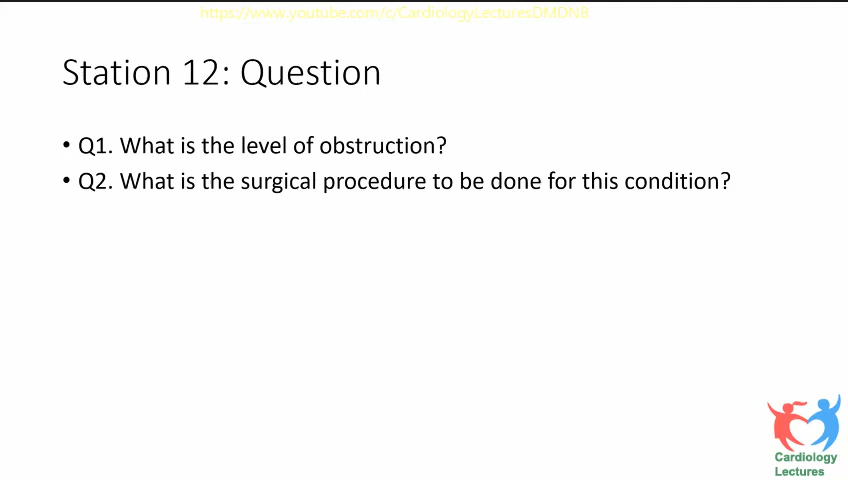 https://www.youtube.com/c/CardiologyLecturesDMDNB
Station 12: Question
• Q1. What is the level of obstruction?
• Q2. What is the surgical procedure to be done for this condition?
Cardiology
Lectures